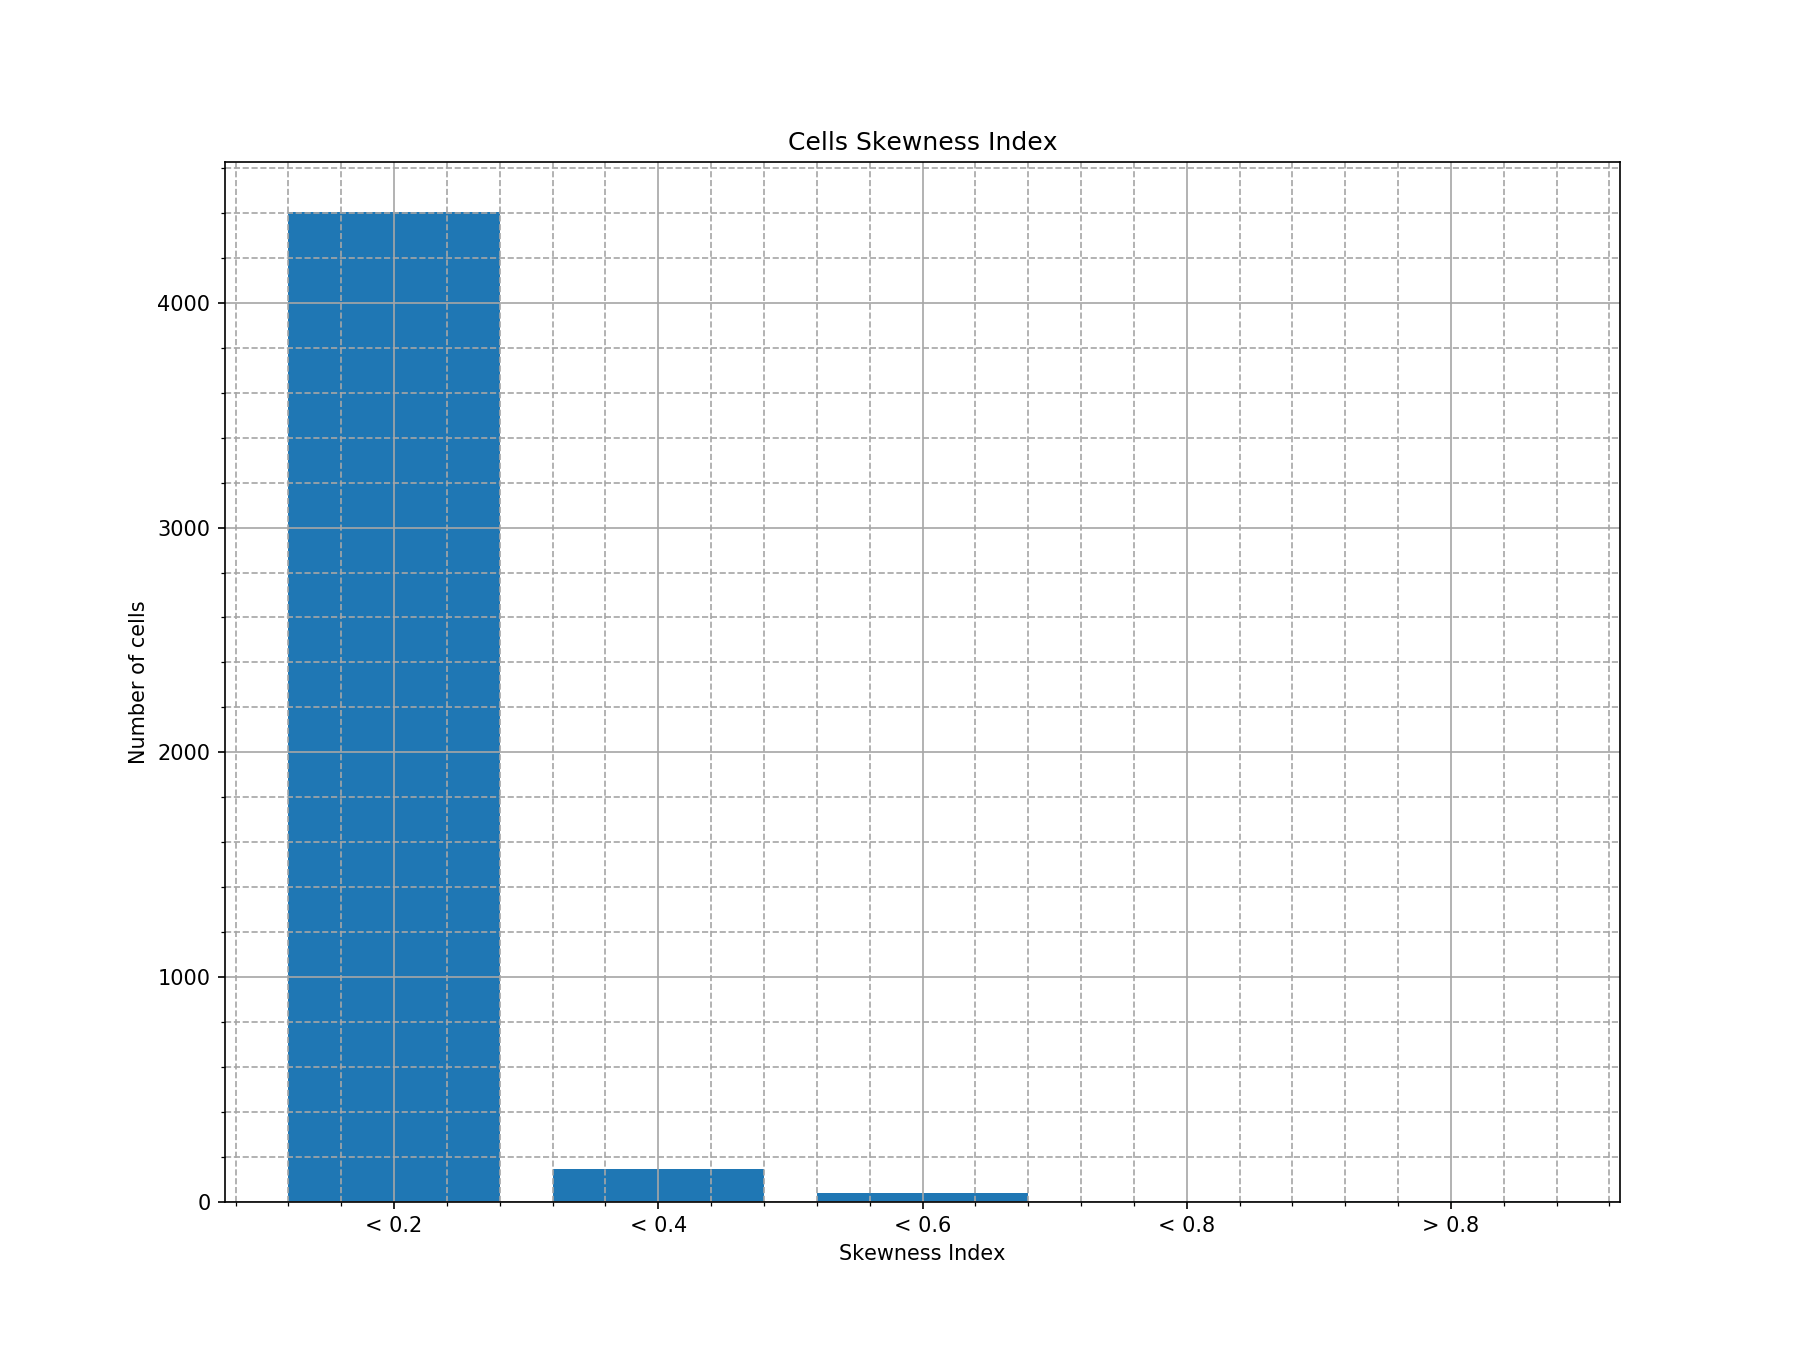 Cells Skewness Index
4000
3000
2000
1000
0
Number of cells
< 0.2 < 0.4 < 0.6 < 0.8 > 0.8
Skewness Index